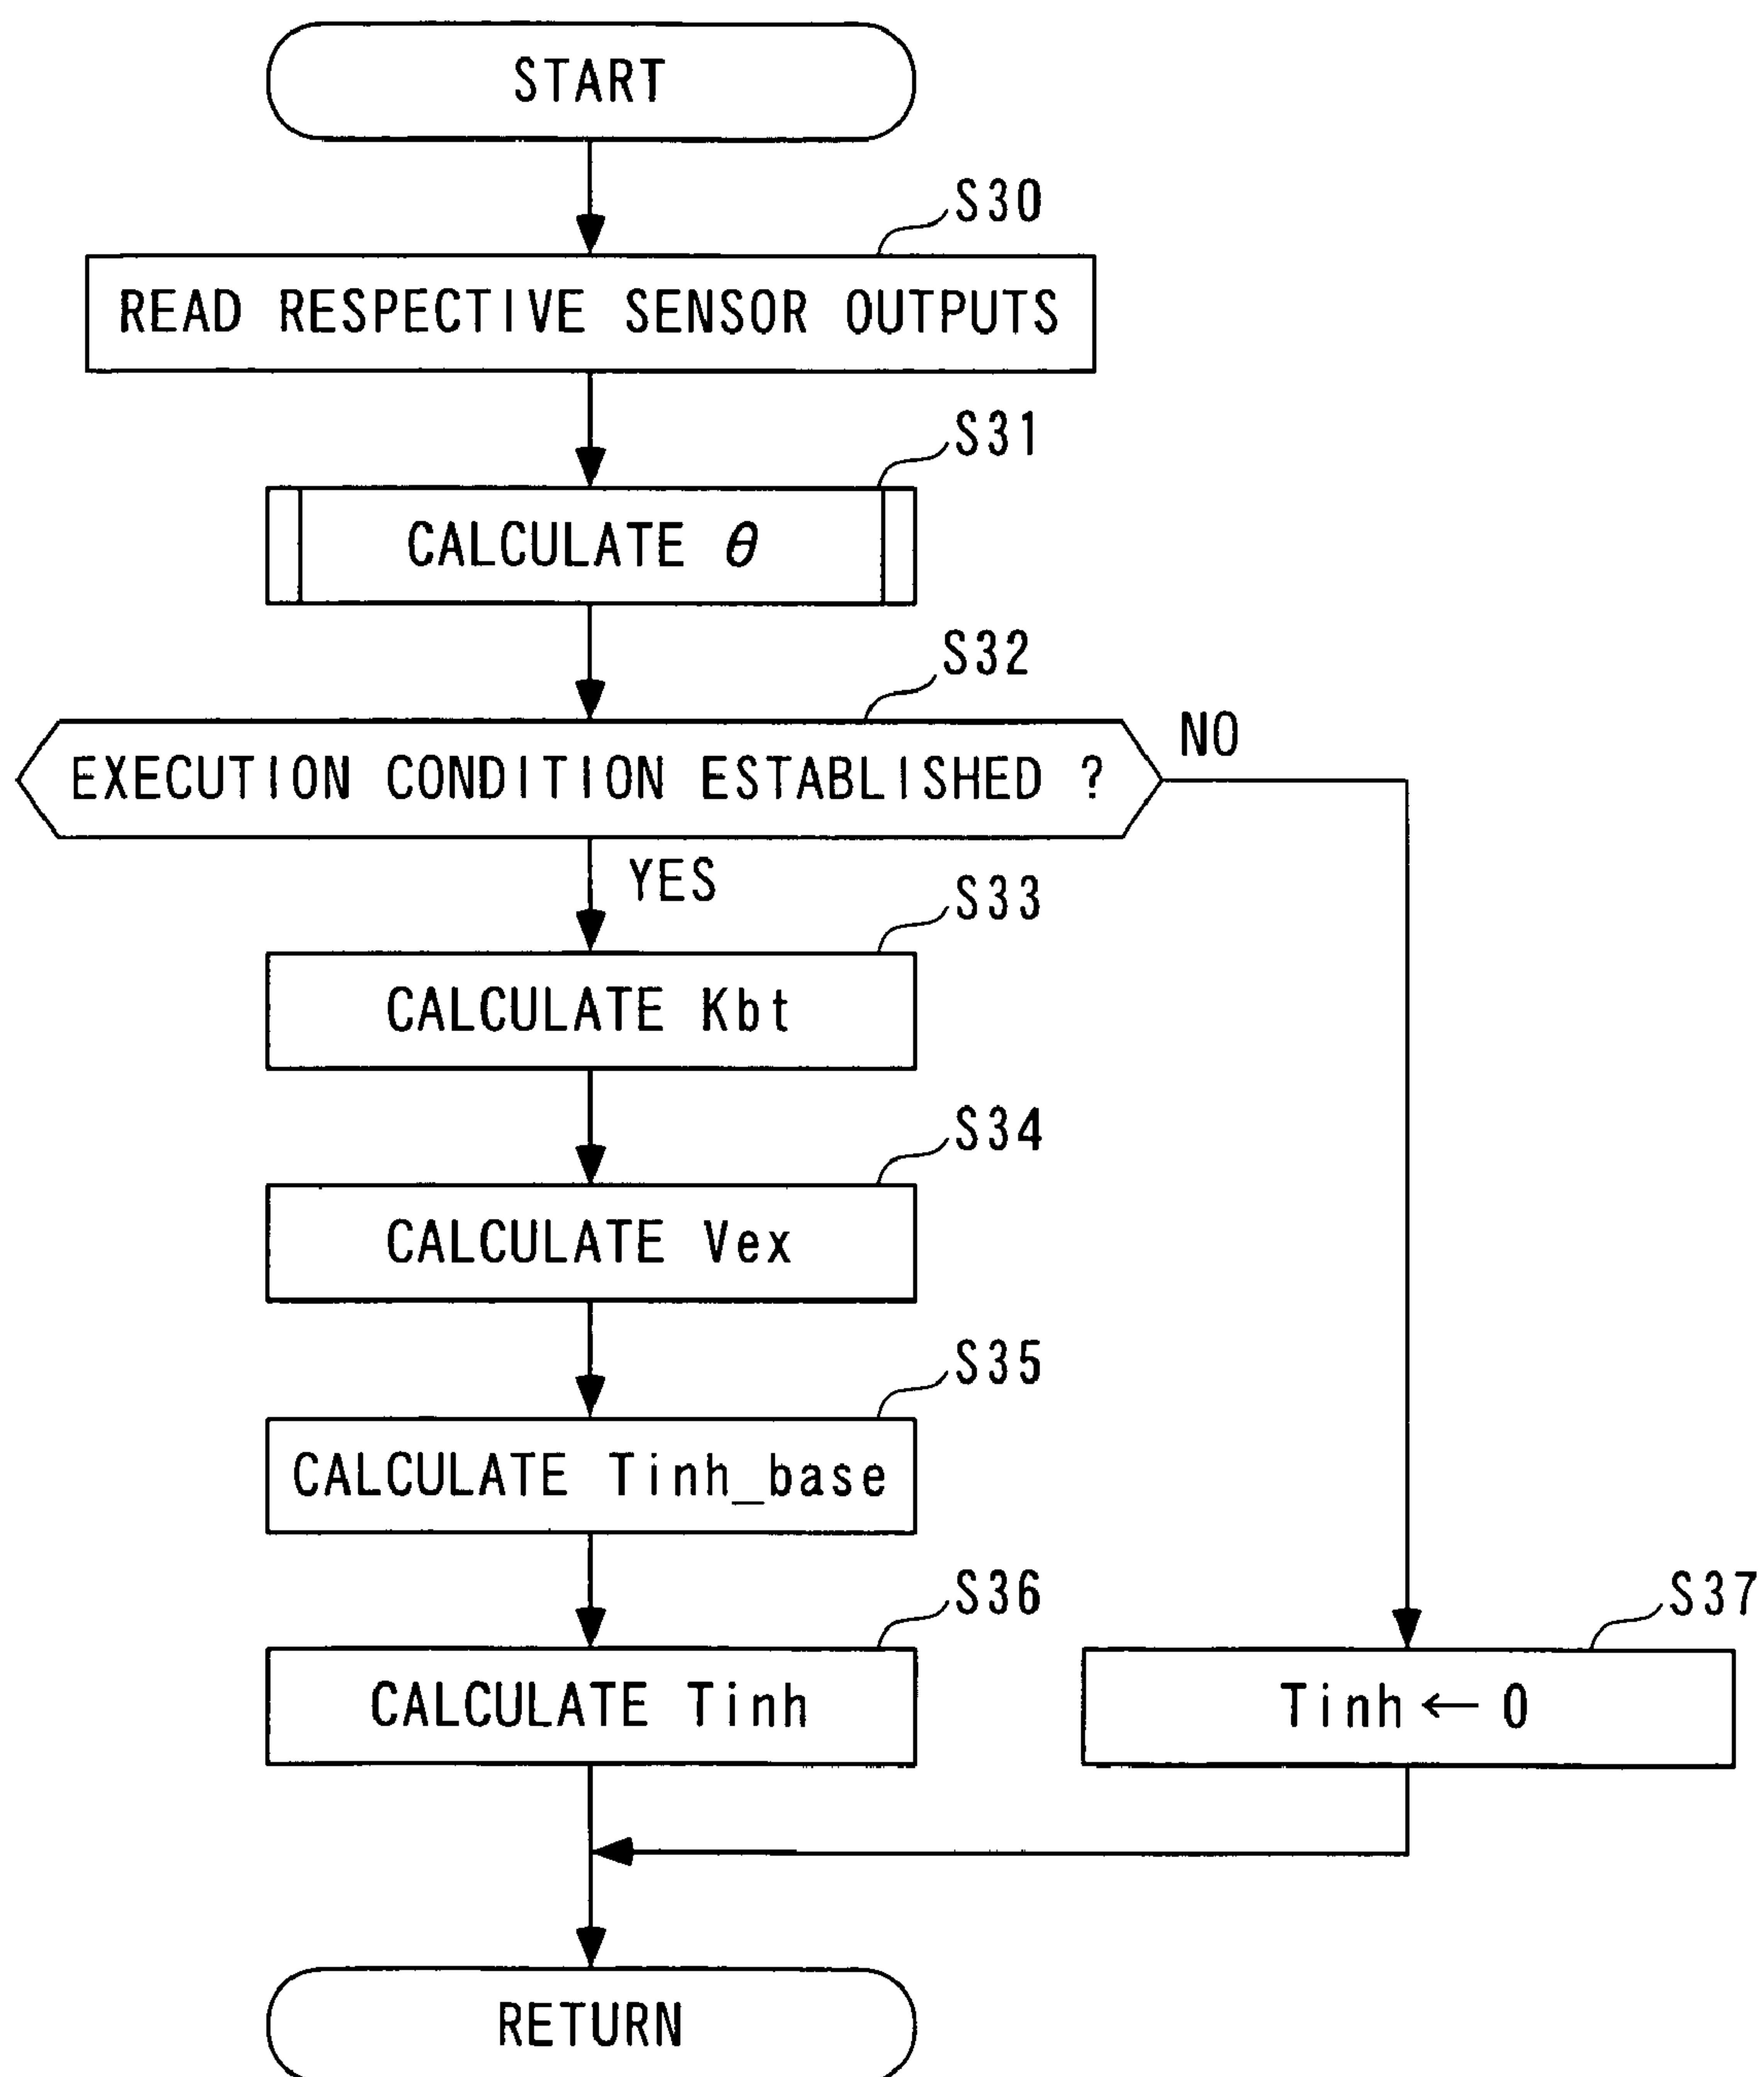 START
S30
READ RESPECTIVE SENSOR OUTPUTS
S31
CALCULATE θ
S32
EXECUTION CONDITION ESTABLISHED ?
NO
YES
S33
CALCULATE Kbt
S34
CALCULATE Vex
S35
CALCULATE Tinh_base
S36
CALCULATE Tinh
S37
Tinh ← 0
RETURN